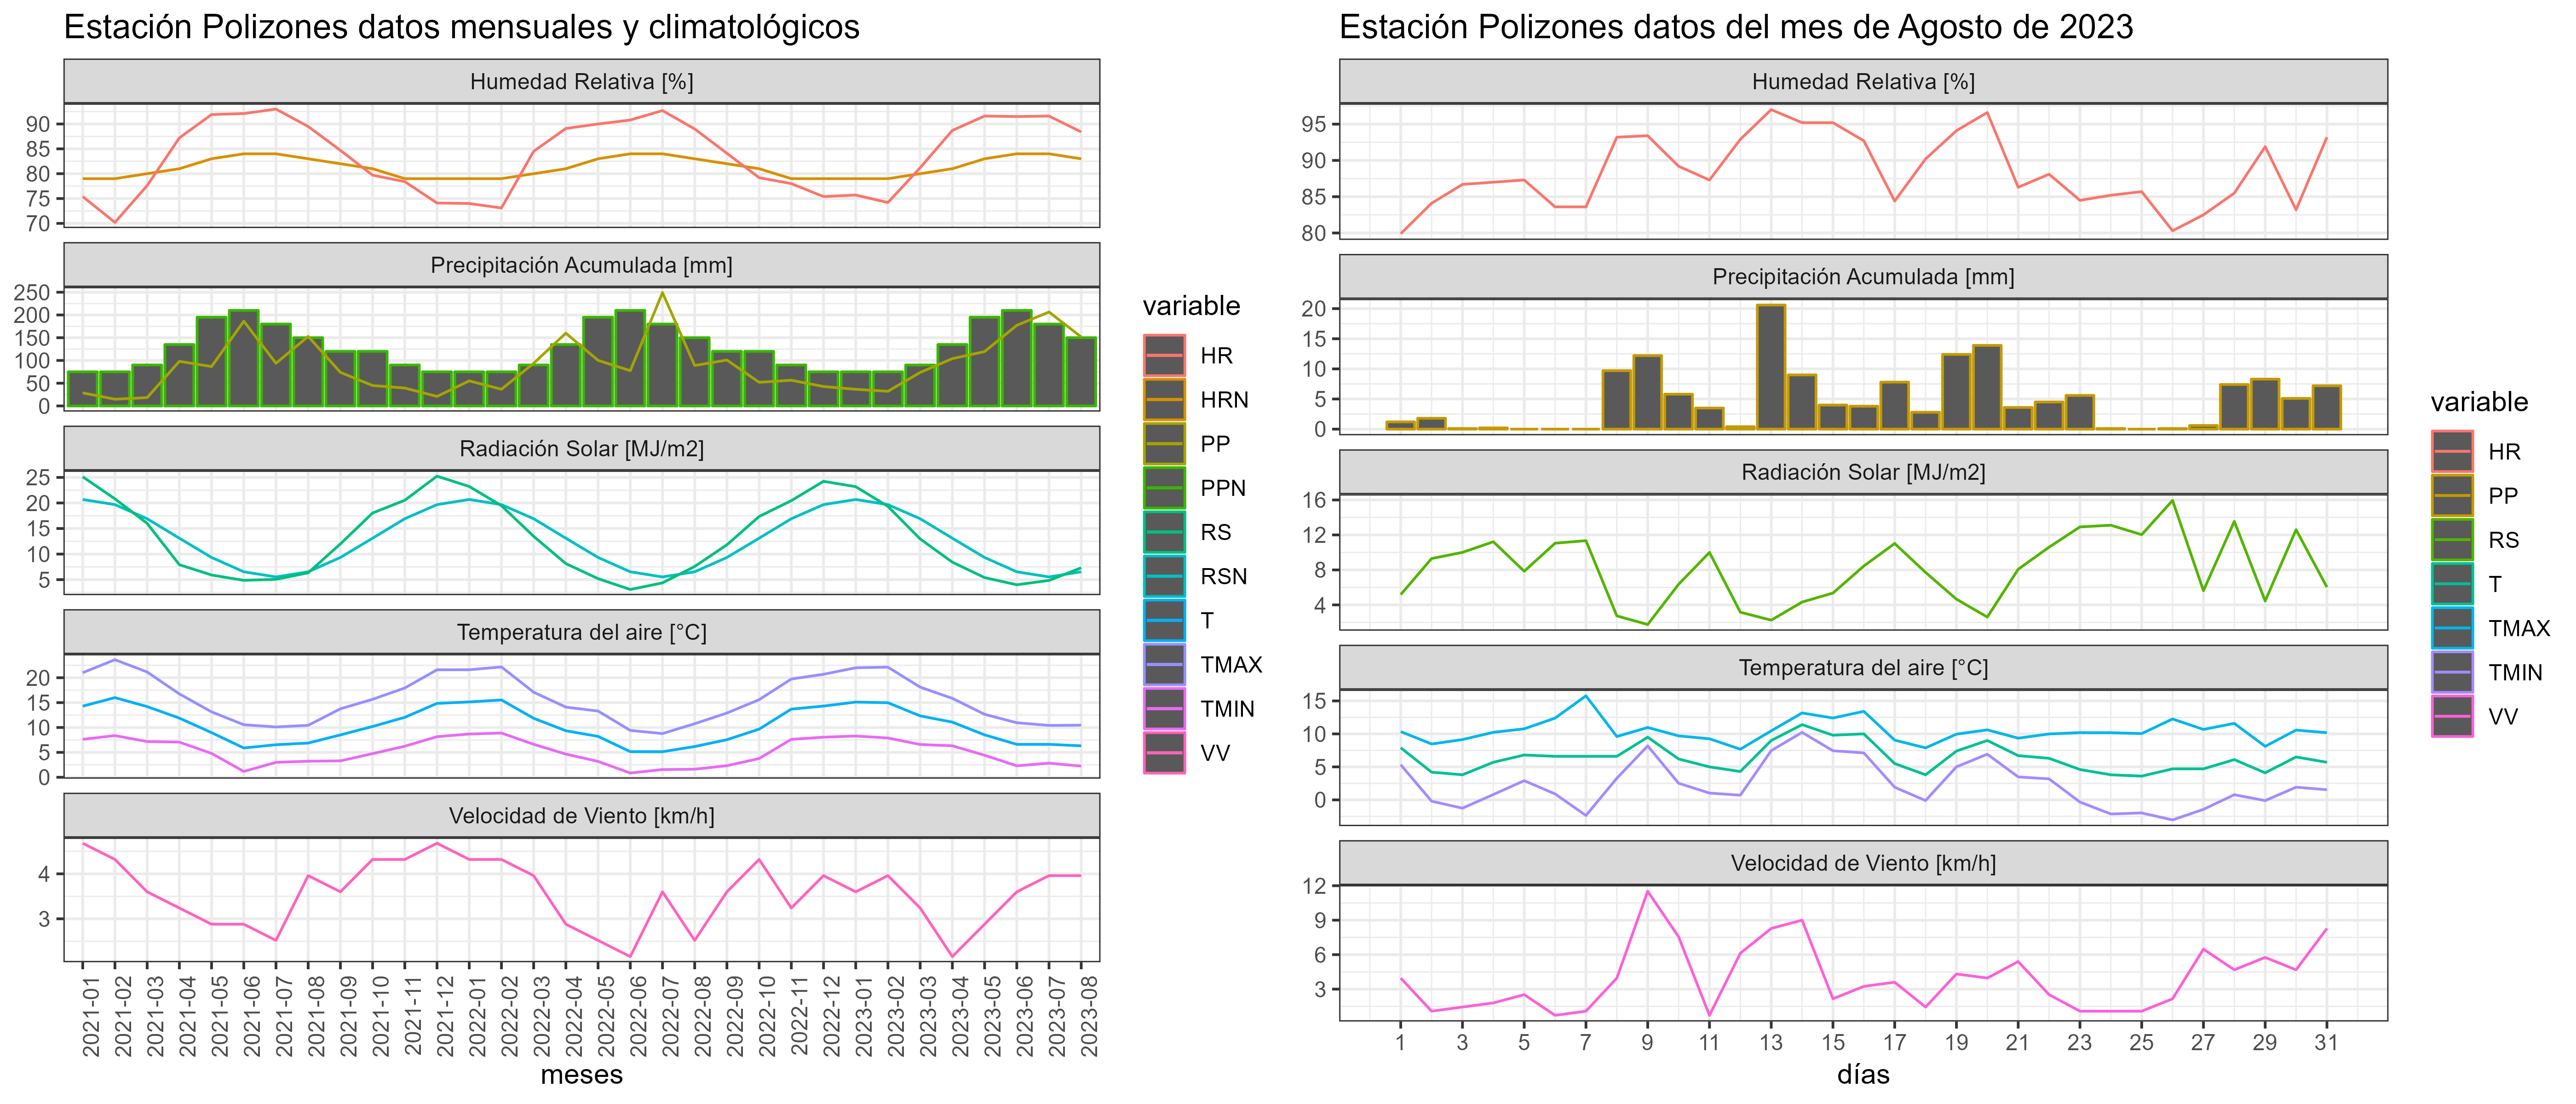 Estación Polizones datos mensuales y climatológicos
Humedad Relativa [%]
90
85
80
75
70
Precipitación Acumulada [mm]
250
200
150
100
50
0
Radiación Solar [MJ/m2]
25
20
15
10
5
Temperatura del aire [°C]
20
15
10
5
0
Velocidad de Viento [km/h]
4
3
2021-01
2021-02
2021-03
2021-04
2021-05
2021-06
2021-07
2021-08
2021-09
2021-10
2021-11
2021-12
2022-01
2022-02
2022-03
2022-04
2022-05
2022-06
2022-07
2022-08
2022-09
2022-10
2022-11
2022-12
2023-01
2023-02
2023-03
2023-04
2023-05
2023-06
2023-07
2023-08
meses
variable
HR
HRN
PP
PPN
RS
RSN
T
TMAX
TMIN
VV
Estación Polizones datos del mes de Agosto de 2023
Humedad Relativa [%]
95
90
85
80
Precipitación Acumulada [mm]
20
15
10
5
0
Radiación Solar [MJ/m2]
16
12
8
4
Temperatura del aire [°C]
15
10
5
0
Velocidad de Viento [km/h]
12
9
6
3
1 3 5 7 9 11 13 15 17 19 21 23 25 27 29 31
días
variable
HR
PP
RS
T
TMAX
TMIN
VV